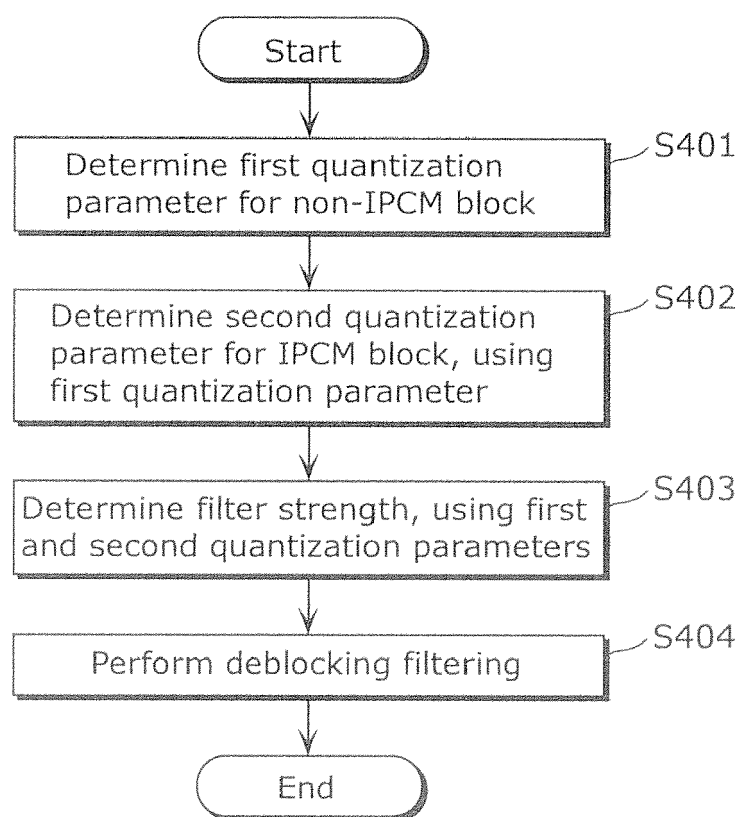 Start
Determine first quantization
parameter for non-IPCM block
S401
Determine second quantization
parameter for IPCM block, using
first quantization parameter
S402
Determine filter strength, using first
and second quantization parameters
S403
Perform deblocking filtering
S404
End